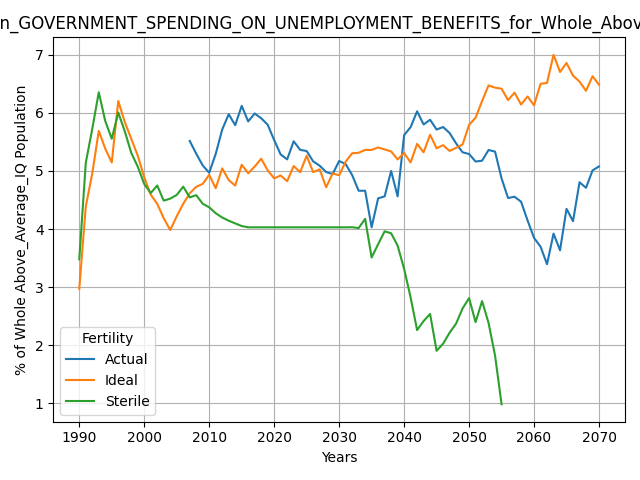 n_GOVERNMENT_SPENDING_ON_UNEMPLOYMENT_BENEFITS_for_Whole_Abov
% of Whole Above_Average_IQ Population
7
6
5
4
3
2
1
Fertility
Actual
Ideal
Sterile
1990 2000 2010 2020 2030 2040 2050 2060 2070
Years